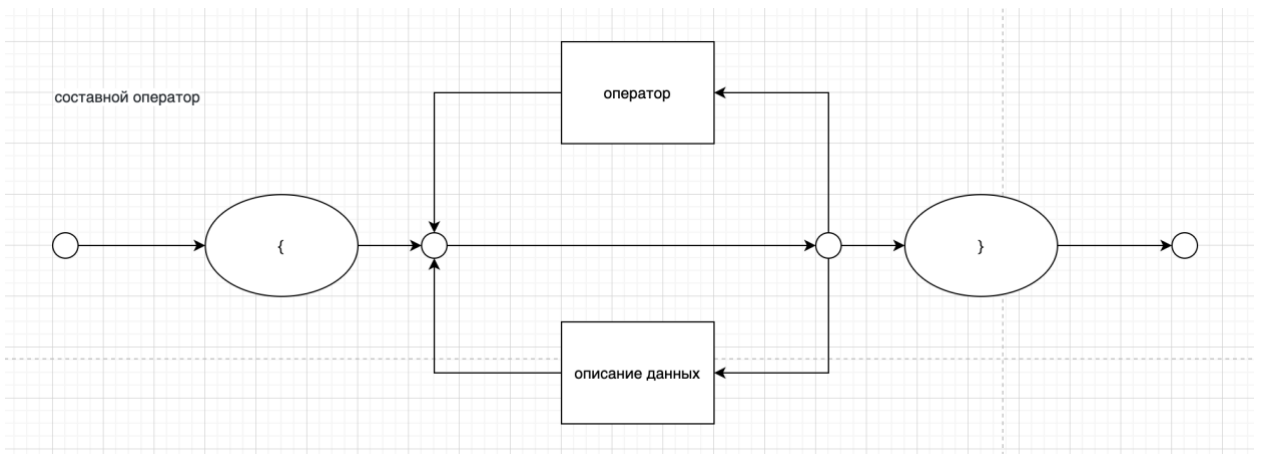 составной оператор
оператор
{
}
описание данных